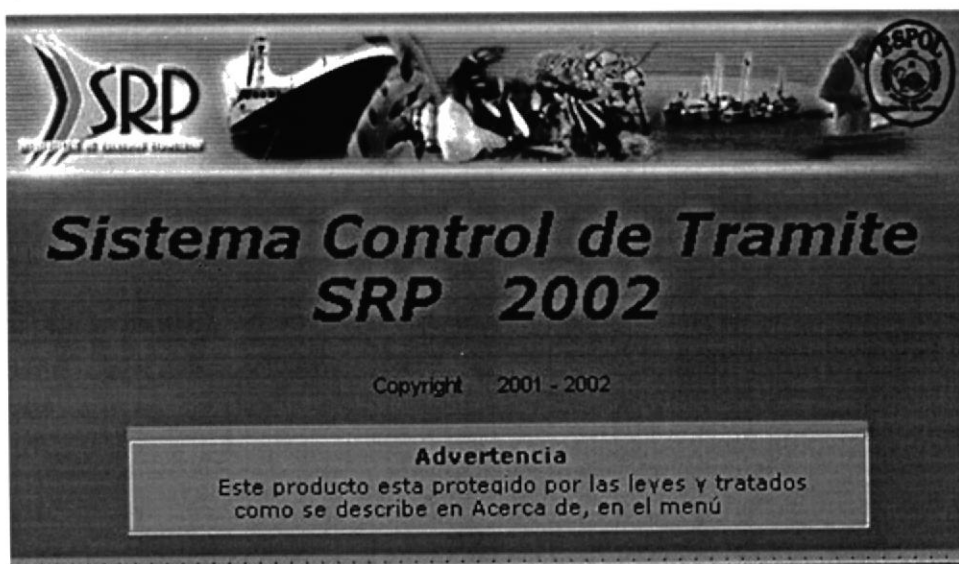 SRP
ESPOL
Sistema Control de Tramite
SRP 2002
Copyright 2001 - 2002
Advertencia
Este producto esta protegido por las leyes y tratados
como se describe en Acerca de, en el menú